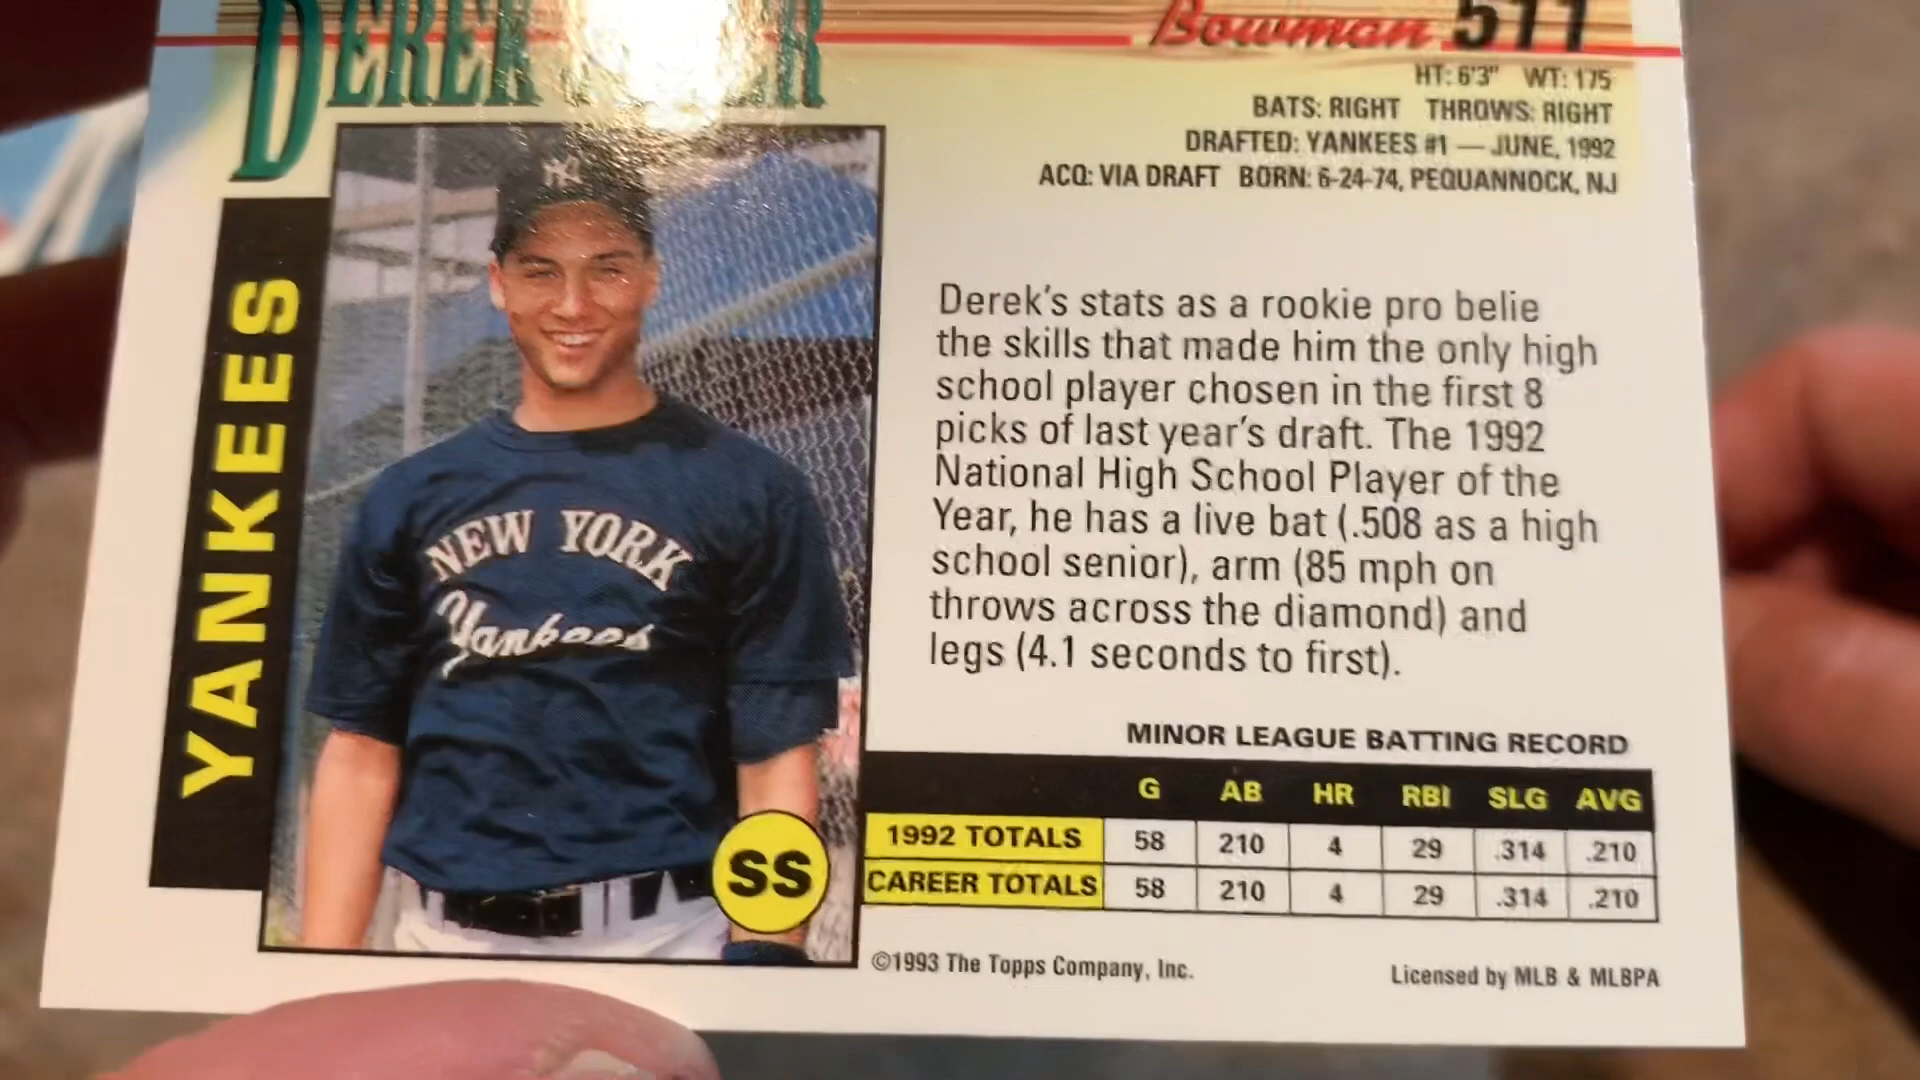 DEREK
Bowman 511
HT: 6'3" WT: 175
BATS: RIGHT THROWS: RIGHT
DRAFTED: YANKEES #1 — JUNE, 1992
ACQ: VIA DRAFT BORN: 6-24-74, PEQUANNOCK, NJ
YANKEES
NY
NEW YORK
Yankees
SS
Derek's stats as a rookie pro belie
the skills that made him the only high
school player chosen in the first 8
picks of last year's draft. The 1992
National High School Player of the
Year, he has a live bat (.508 as a high
school senior), arm (85 mph on
throws across the diamond) and
legs (4.1 seconds to first).
MINOR LEAGUE BATTING RECORD
G AB HR RBI SLG AVG
1992 TOTALS 58 210 4 29 .314 .210
CAREER TOTALS 58 210 4 29 .314 .210
©1993 The Topps Company, Inc.
Licensed by MLB & MLBPA